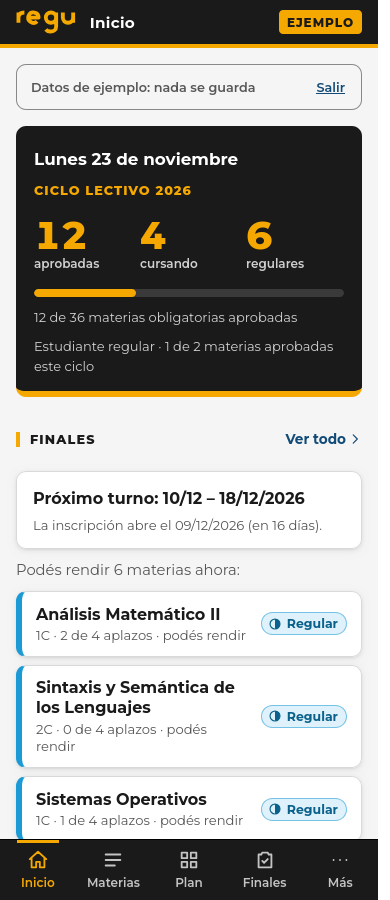 regu Inicio EJEMPLO
Datos de ejemplo: nada se guarda Salir
Lunes 23 de noviembre
CICLO LECTIVO 2026
12 4 6
aprobadas cursando regulares
12 de 36 materias obligatorias aprobadas
Estudiante regular · 1 de 2 materias aprobadas
este ciclo
FINALES Ver todo
Próximo turno: 10/12 – 18/12/2026
La inscripción abre el 09/12/2026 (en 16 días).
Podés rendir 6 materias ahora:
Análisis Matemático II
1C · 2 de 4 aplazos · podés rendir
Regular
Sintaxis y Semántica de
los Lenguajes
2C · 0 de 4 aplazos · podés
rendir
Regular
Sistemas Operativos
1C · 1 de 4 aplazos · podés rendir
Regular
Inicio Materias Plan Finales Más